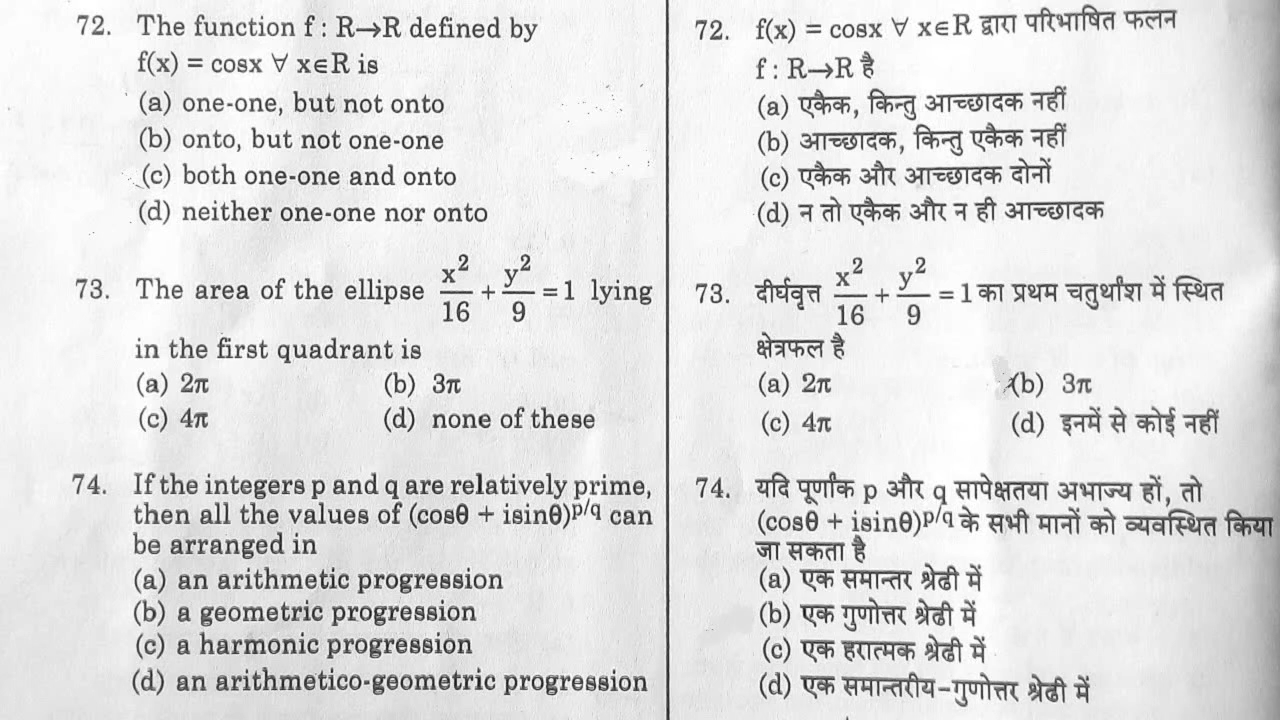 72. The function f : R→R defined by
f(x) = cosx ∀ x∈R is
(a) one-one, but not onto
(b) onto, but not one-one
(c) both one-one and onto
(d) neither one-one nor onto
73. The area of the ellipse x²/16 + y²/9 = 1 lying
in the first quadrant is
(a) 2π (b) 3π
(c) 4π (d) none of these
74. If the integers p and q are relatively prime,
then all the values of (cosθ + isinθ)^p/q can
be arranged in
(a) an arithmetic progression
(b) a geometric progression
(c) a harmonic progression
(d) an arithmetico-geometric progression
72. f(x) = cosx ∀ x∈R द्वारा परिभाषित फलन
f : R→R है
(a) एकैक, किन्तु आच्छादक नहीं
(b) आच्छादक, किन्तु एकैक नहीं
(c) एकैक और आच्छादक दोनों
(d) न तो एकैक और न ही आच्छादक
73. दीर्घवृत्त x²/16 + y²/9 = 1 का प्रथम चतुर्थांश में स्थित
क्षेत्रफल है
(a) 2π (b) 3π
(c) 4π (d) इनमें से कोई नहीं
74. यदि पूर्णांक p और q सापेक्षतया अभाज्य हों, तो
(cosθ + isinθ)^p/q के सभी मानों को व्यवस्थित किया
जा सकता है
(a) एक समान्तर श्रेढी में
(b) एक गुणोत्तर श्रेढी में
(c) एक हरात्मक श्रेढी में
(d) एक समान्तरीय-गुणोत्तर श्रेढी में